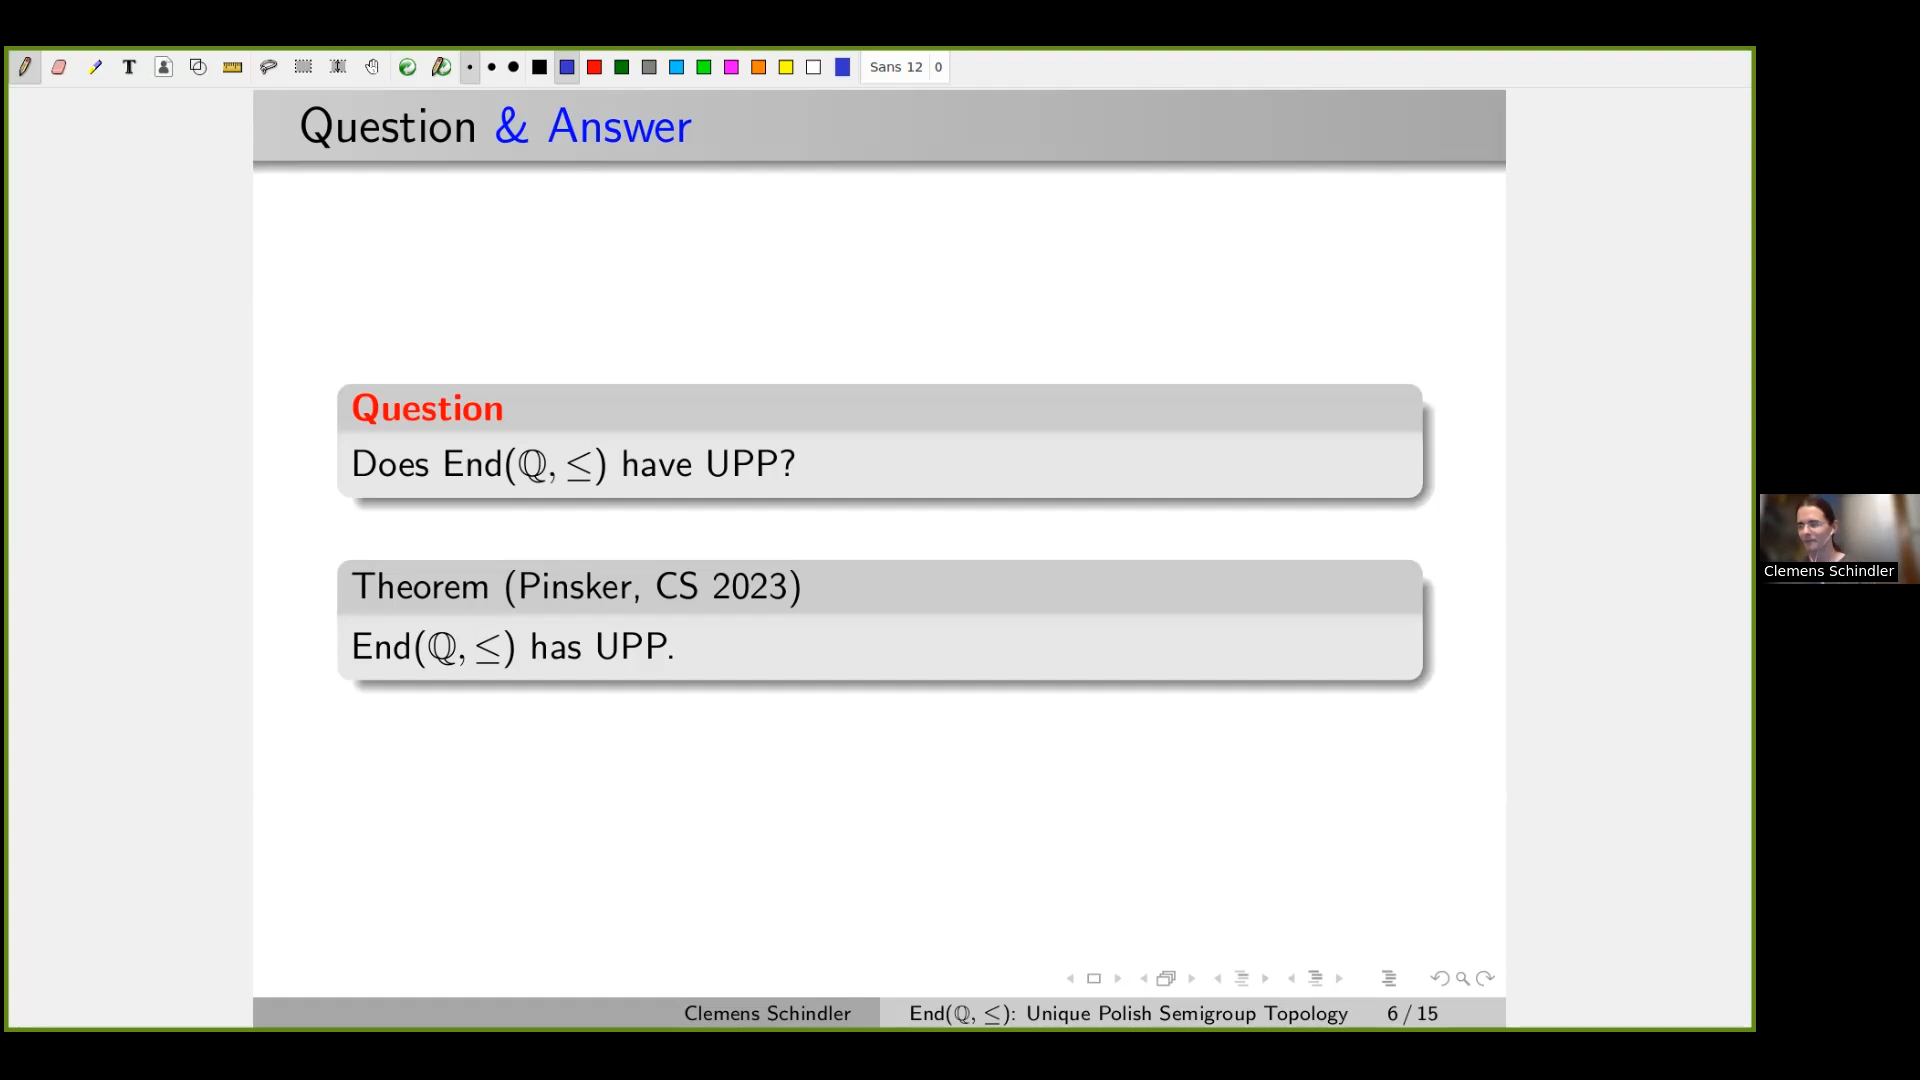 T
Sans 12 0
Question & Answer
Question
Does End(ℚ, ≤) have UPP?
Theorem (Pinsker, CS 2023)
End(ℚ, ≤) has UPP.
Clemens Schindler
Clemens Schindler End(ℚ, ≤): Unique Polish Semigroup Topology 6 / 15